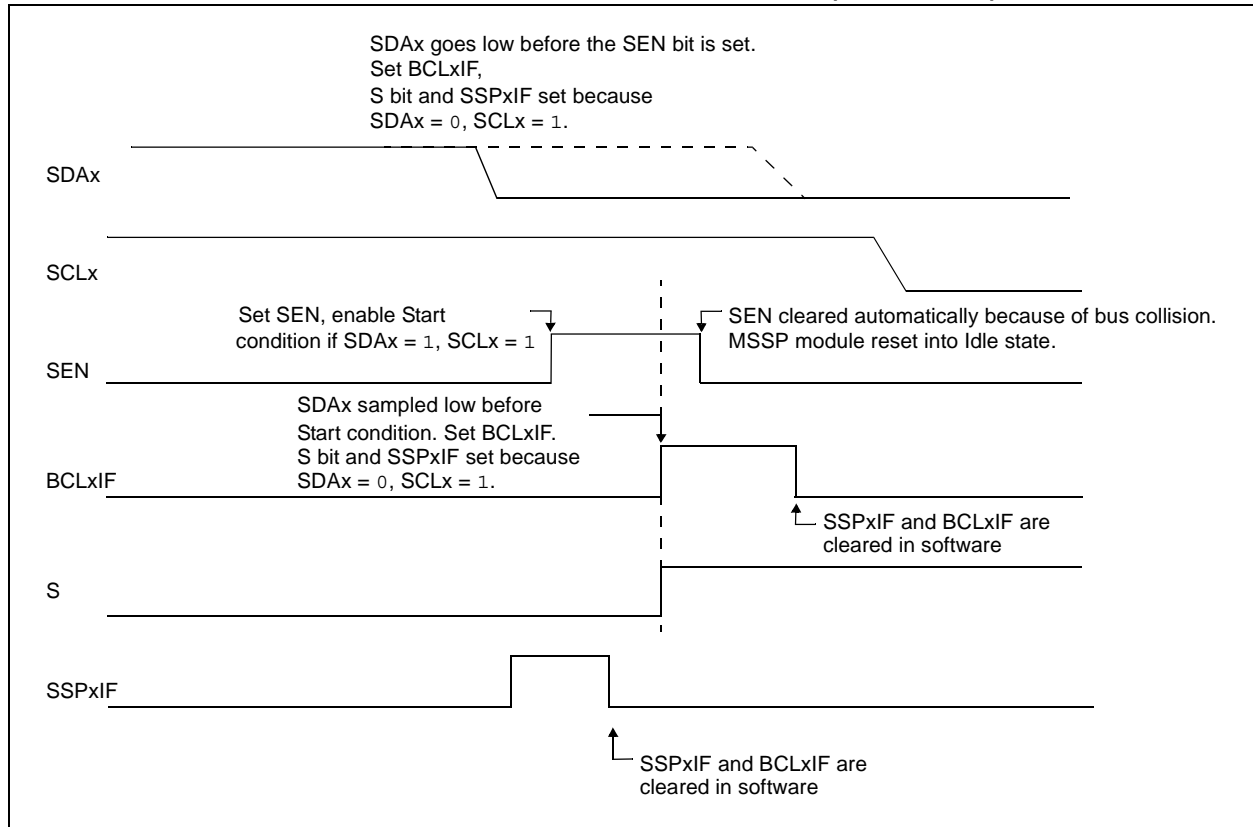 SDAx goes low before the SEN bit is set.
Set BCLxIF,
S bit and SSPxIF set because
SDAx = 0, SCLx = 1.
SDAx
SCLx
Set SEN, enable Start
condition if SDAx = 1, SCLx = 1
SEN cleared automatically because of bus collision.
MSSP module reset into Idle state.
SEN
SDAx sampled low before
Start condition. Set BCLxIF.
S bit and SSPxIF set because
SDAx = 0, SCLx = 1.
BCLxIF
SSPxIF and BCLxIF are
cleared in software
S
SSPxIF
SSPxIF and BCLxIF are
cleared in software